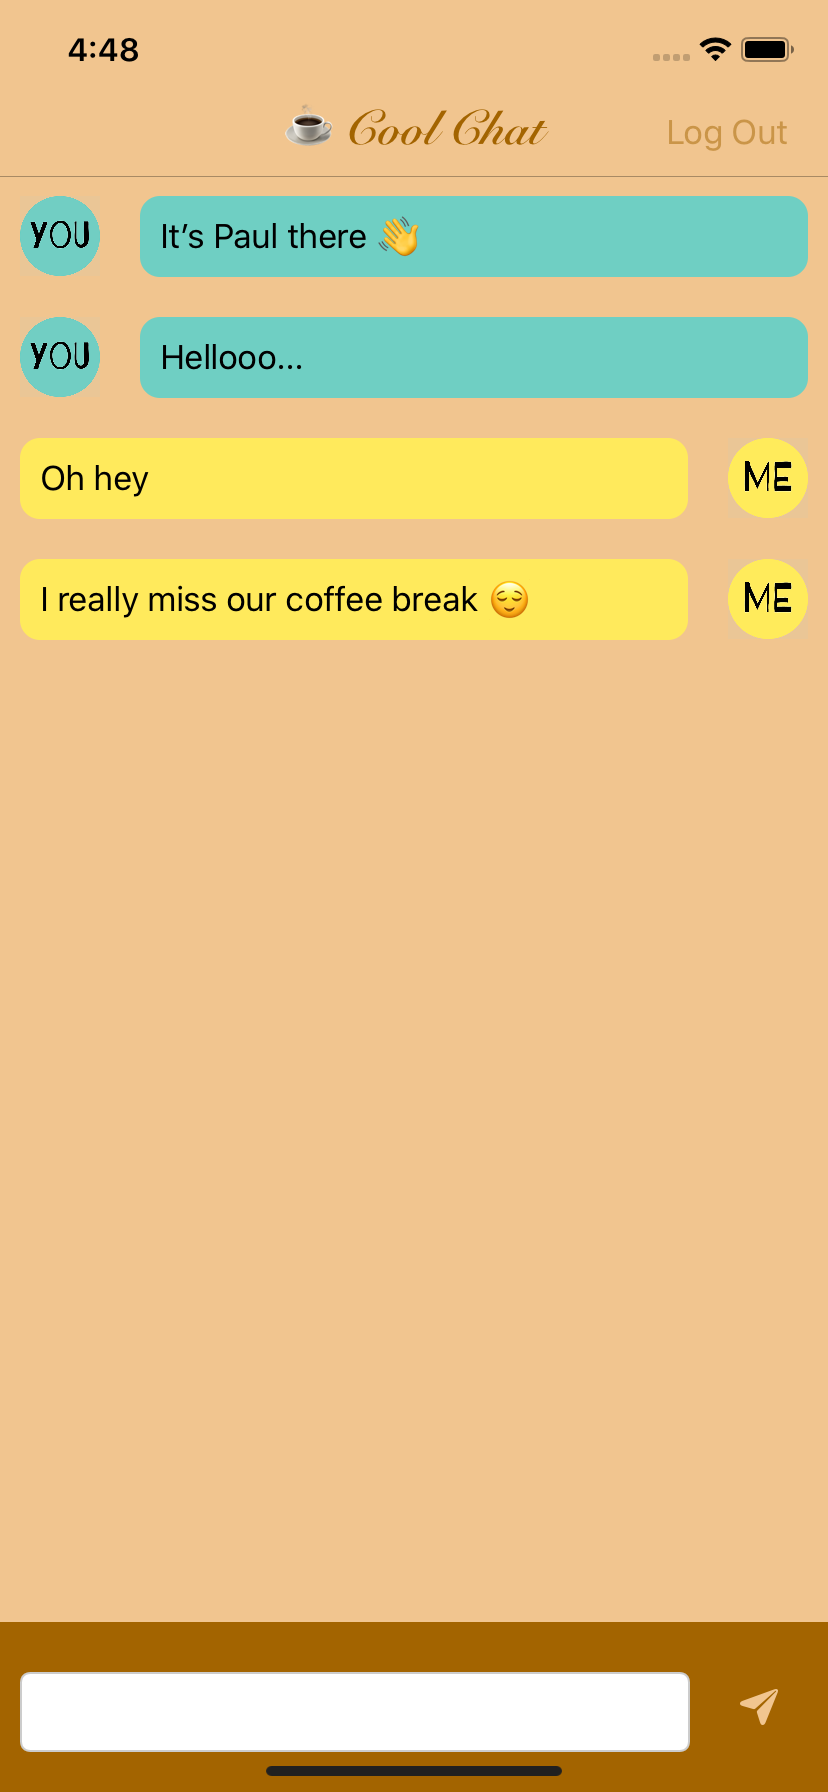 4:48
☕ Cool Chat
Log Out
YOU
It’s Paul there 👋
YOU
Hellooo...
Oh hey
ME
I really miss our coffee break 😌
ME